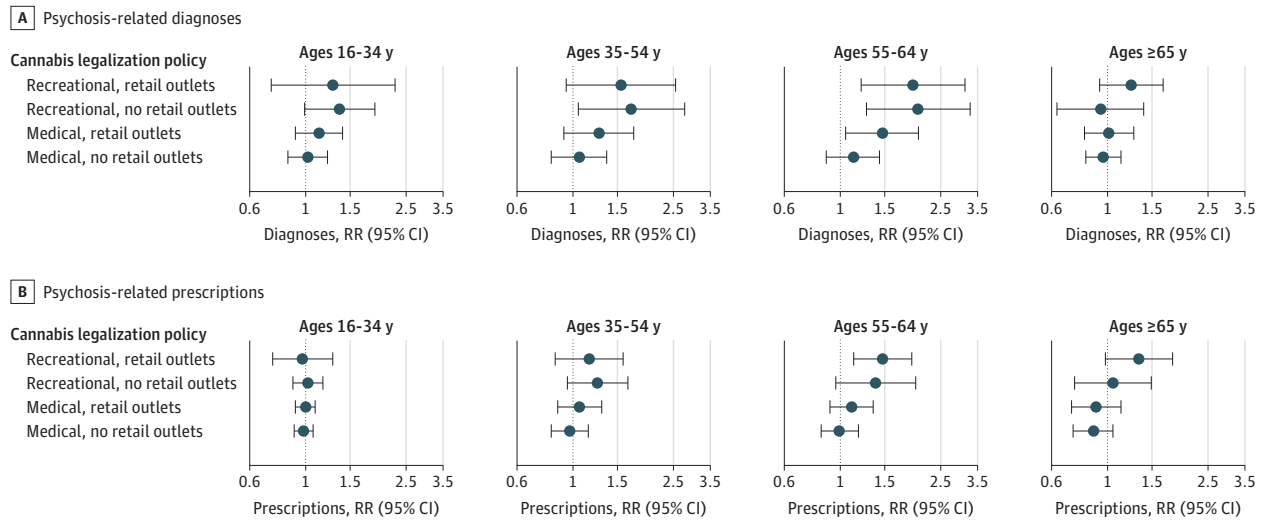 A Psychosis-related diagnoses
Cannabis legalization policy
Recreational, retail outlets
Recreational, no retail outlets
Medical, retail outlets
Medical, no retail outlets
Ages 16-34 y
0.6 1 1.5 2.5 3.5
Diagnoses, RR (95% CI)
Ages 35-54 y
0.6 1 1.5 2.5 3.5
Diagnoses, RR (95% CI)
Ages 55-64 y
0.6 1 1.5 2.5 3.5
Diagnoses, RR (95% CI)
Ages ≥65 y
0.6 1 1.5 2.5 3.5
Diagnoses, RR (95% CI)
B Psychosis-related prescriptions
Cannabis legalization policy
Recreational, retail outlets
Recreational, no retail outlets
Medical, retail outlets
Medical, no retail outlets
Ages 16-34 y
0.6 1 1.5 2.5 3.5
Prescriptions, RR (95% CI)
Ages 35-54 y
0.6 1 1.5 2.5 3.5
Prescriptions, RR (95% CI)
Ages 55-64 y
0.6 1 1.5 2.5 3.5
Prescriptions, RR (95% CI)
Ages ≥65 y
0.6 1 1.5 2.5 3.5
Prescriptions, RR (95% CI)